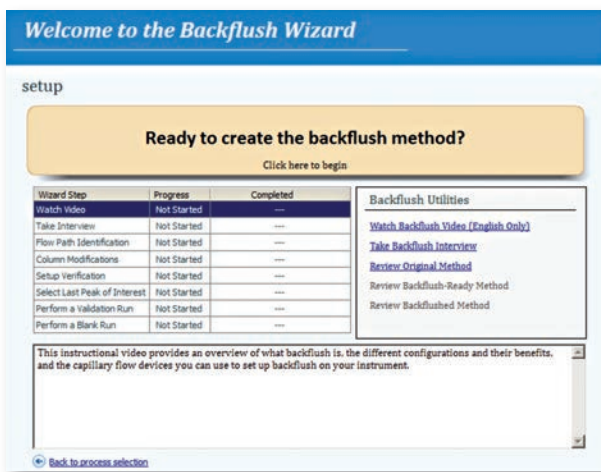 Welcome to the Backflush Wizard
setup
Ready to create the backflush method?
Click here to begin
Wizard Step Progress Completed
Watch Video Not Started ---
Take Interview Not Started ---
Flow Path Identification Not Started ---
Column Modifications Not Started ---
Setup Verification Not Started ---
Select Last Peak of Interest Not Started ---
Perform a Validation Run Not Started ---
Perform a Blank Run Not Started ---
Backflush Utilities
Watch Backflush Video (English Only)
Take Backflush Interview
Review Original Method
Review Backflush-Ready Method
Review Backflushed Method
This instructional video provides an overview of what backflush is, the different configurations and their benefits,
and the capillary flow devices you can use to set up backflush on your instrument.
Back to process selection